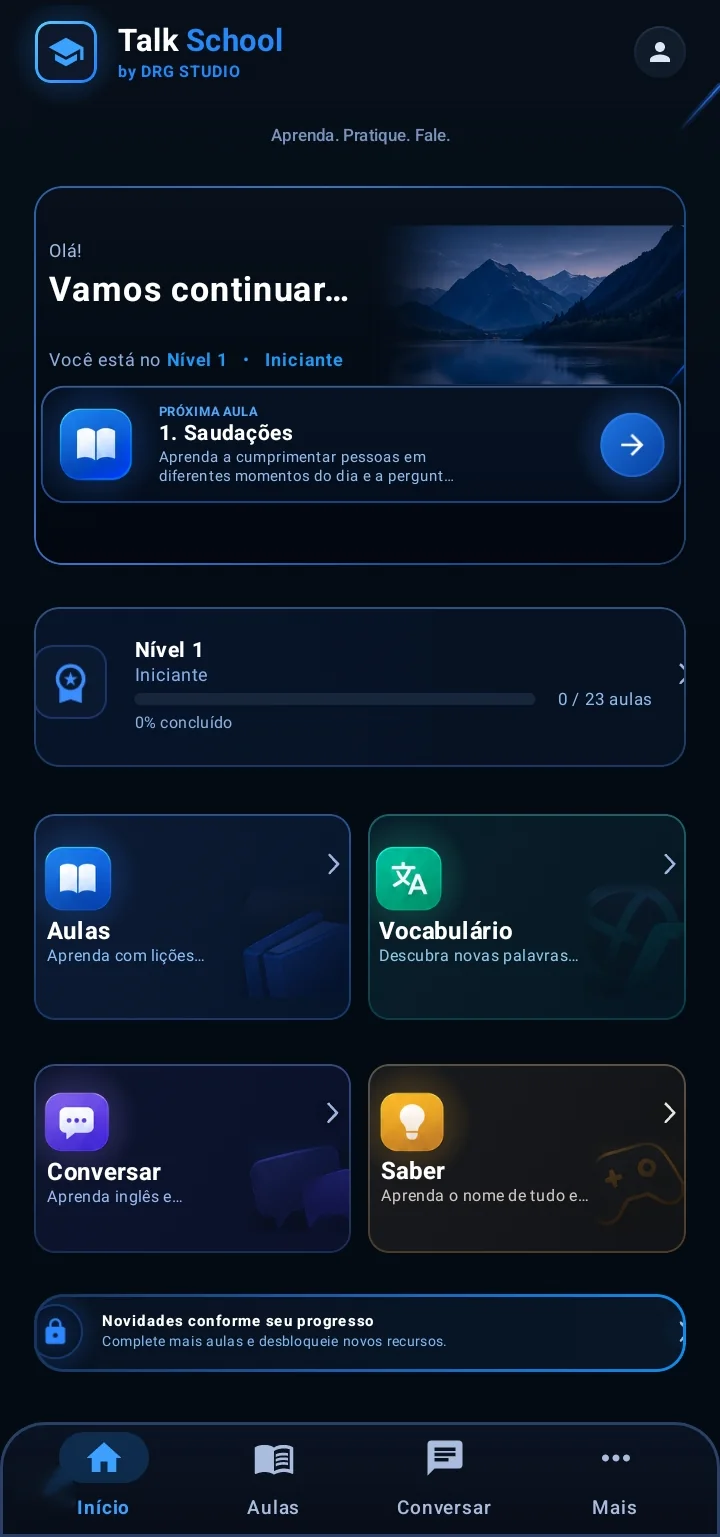 Talk School
by DRG STUDIO
Aprenda. Pratique. Fale.
Olá!
Vamos continuar…
Você está no Nível 1 • Iniciante
PRÓXIMA AULA
1. Saudações
Aprenda a cumprimentar pessoas em
diferentes momentos do dia e a pergunt…
Nível 1
Iniciante
0 / 23 aulas
0% concluído
Aulas
Aprenda com lições…
Vocabulário
Descubra novas palavras…
Conversar
Aprenda inglês e…
Saber
Aprenda o nome de tudo e…
Novidades conforme seu progresso
Complete mais aulas e desbloqueie novos recursos.
Início
Aulas
Conversar
Mais